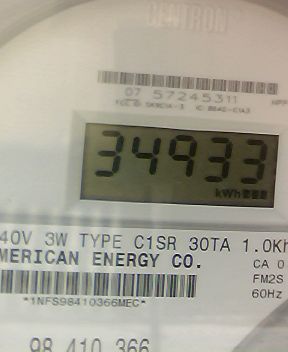 CENTRON
07 57245311
34933
kWh
40V 3W TYPE C1SR 30TA 1.0Kh
MERICAN ENERGY CO.
CA 0
FM2S
*1NFS98410366MEC*
60Hz
98 410 366